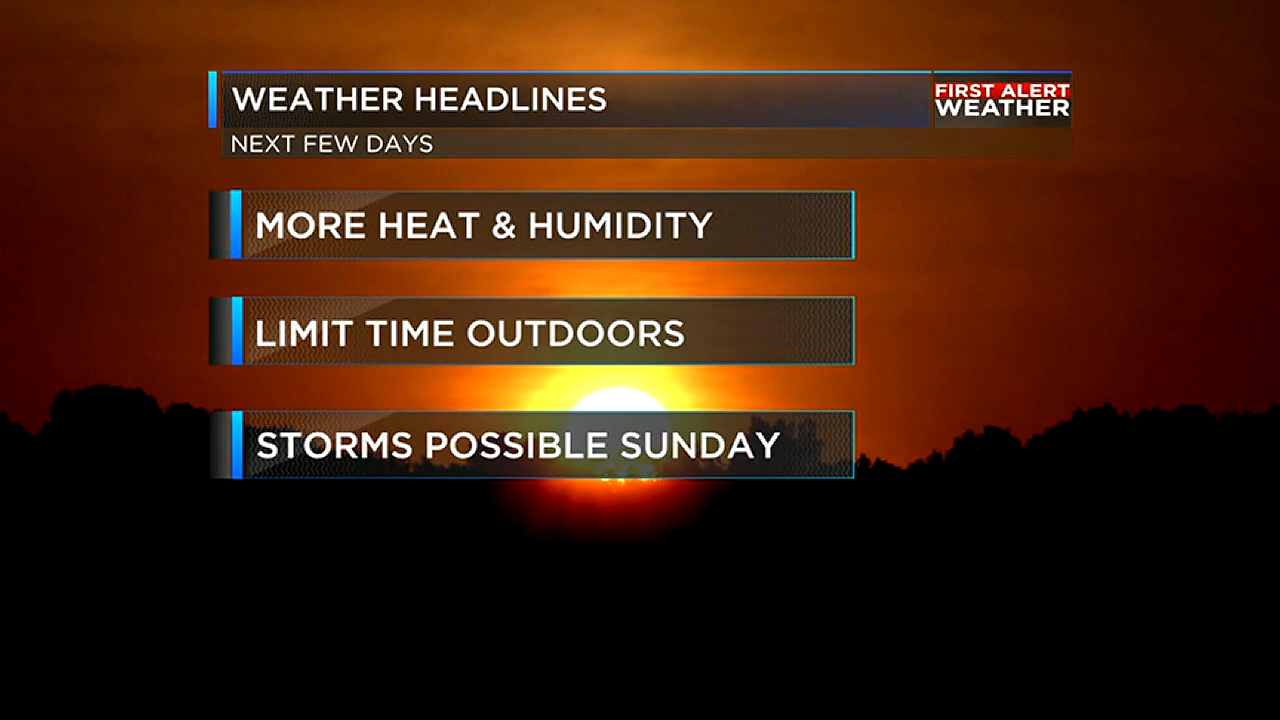 WEATHER HEADLINES
FIRST ALERT
WEATHER
NEXT FEW DAYS
MORE HEAT & HUMIDITY
LIMIT TIME OUTDOORS
STORMS POSSIBLE SUNDAY